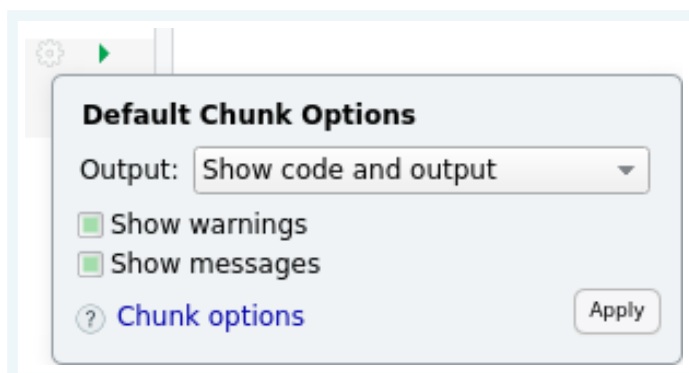 Default Chunk Options
Output: Show code and output
Show warnings
Show messages
? Chunk options Apply